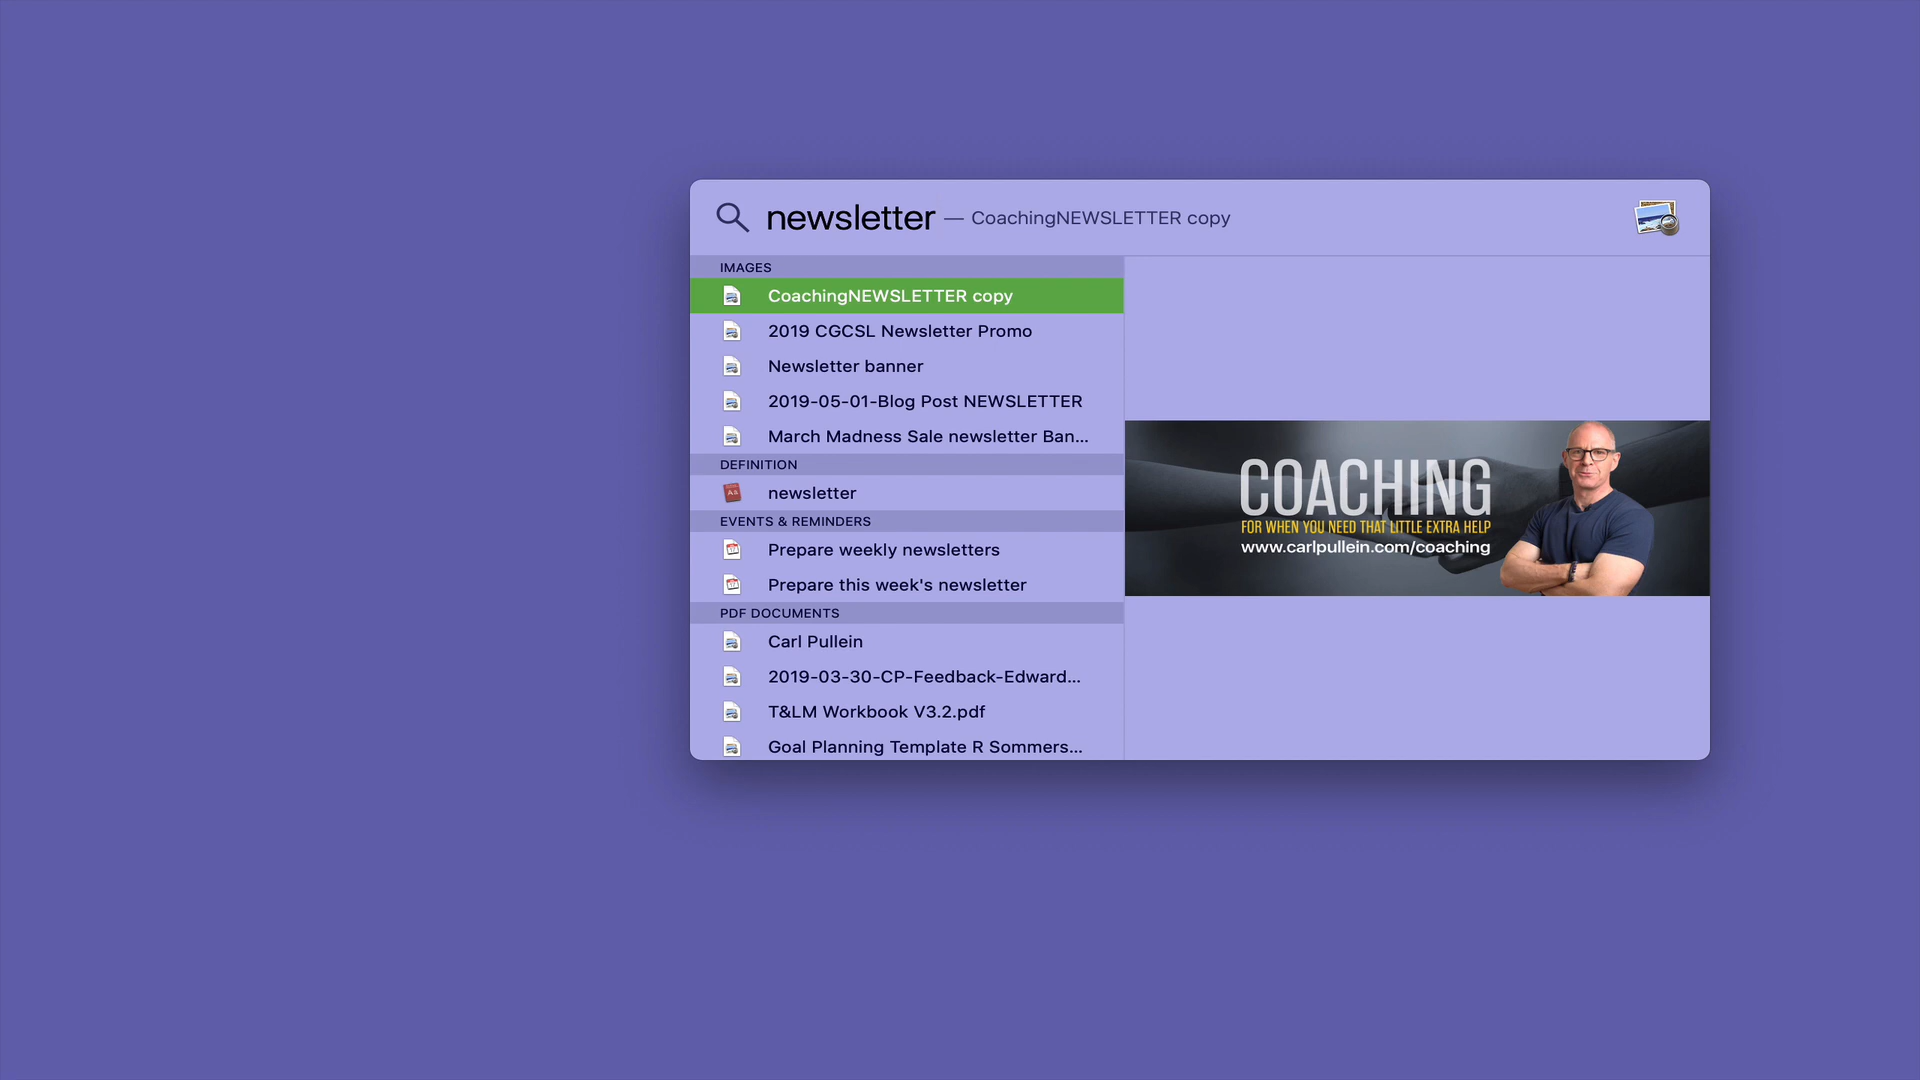 newsletter — CoachingNEWSLETTER copy
IMAGES
CoachingNEWSLETTER copy
2019 CGCSL Newsletter Promo
Newsletter banner
2019-05-01-Blog Post NEWSLETTER
March Madness Sale newsletter Ban...
DEFINITION
newsletter
EVENTS & REMINDERS
Prepare weekly newsletters
Prepare this week's newsletter
PDF DOCUMENTS
Carl Pullein
2019-03-30-CP-Feedback-Edward...
T&LM Workbook V3.2.pdf
Goal Planning Template R Sommers...
COACHING
FOR WHEN YOU NEED THAT LITTLE EXTRA HELP
www.carlpullein.com/coaching